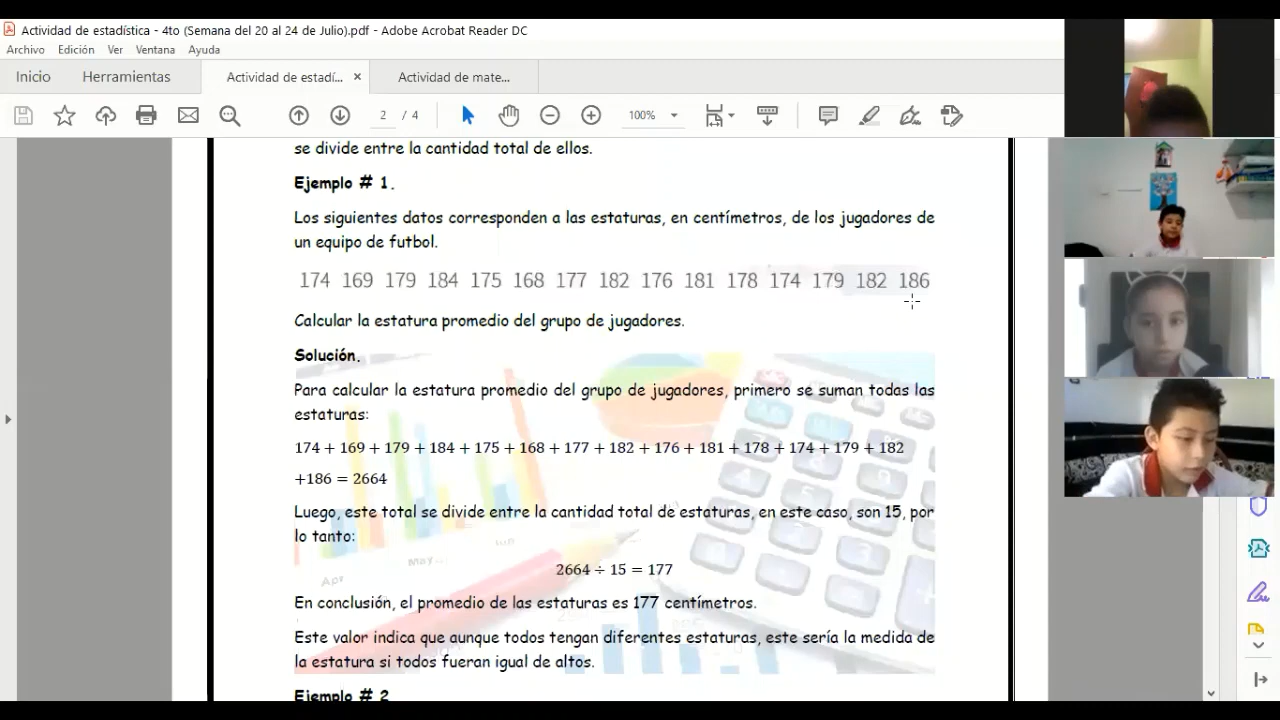 Actividad de estadística - 4to (Semana del 20 al 24 de Julio).pdf - Adobe Acrobat Reader DC
Archivo Edición Ver Ventana Ayuda
Inicio Herramientas Actividad de estadí... × Actividad de mate...
2 / 4 100%
se divide entre la cantidad total de ellos.
Ejemplo # 1.
Los siguientes datos corresponden a las estaturas, en centímetros, de los jugadores de
un equipo de futbol.
174 169 179 184 175 168 177 182 176 181 178 174 179 182 186
Calcular la estatura promedio del grupo de jugadores.
Solución.
Para calcular la estatura promedio del grupo de jugadores, primero se suman todas las
estaturas:
174 + 169 + 179 + 184 + 175 + 168 + 177 + 182 + 176 + 181 + 178 + 174 + 179 + 182
+186 = 2664
Luego, este total se divide entre la cantidad total de estaturas, en este caso, son 15, por
lo tanto:
2664 ÷ 15 = 177
En conclusión, el promedio de las estaturas es 177 centímetros.
Este valor indica que aunque todos tengan diferentes estaturas, este sería la medida de
la estatura si todos fueran igual de altos.
Ejemplo # 2
Apr May... Jun